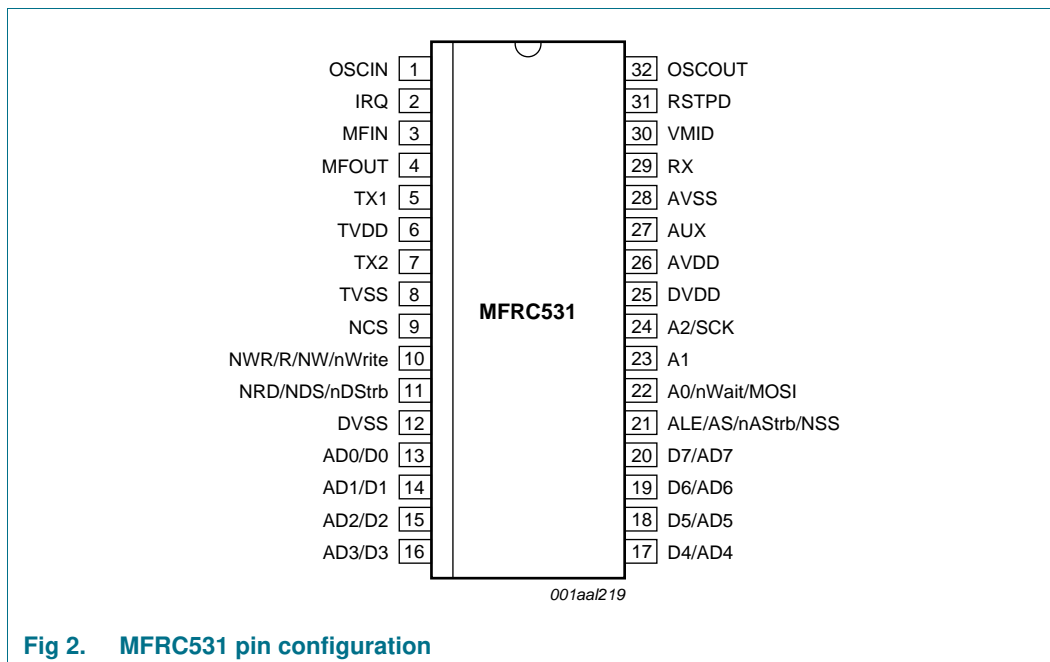 OSCIN 1 32 OSCOUT
IRQ 2 31 RSTPD
MFIN 3 30 VMID
MFOUT 4 29 RX
TX1 5 28 AVSS
TVDD 6 27 AUX
TX2 7 26 AVDD
TVSS 8 25 DVDD
MFRC531
NCS 9 24 A2/SCK
NWR/R/NW/nWrite 10 23 A1
NRD/NDS/nDStrb 11 22 A0/nWait/MOSI
DVSS 12 21 ALE/AS/nAStrb/NSS
AD0/D0 13 20 D7/AD7
AD1/D1 14 19 D6/AD6
AD2/D2 15 18 D5/AD5
AD3/D3 16 17 D4/AD4
001aal219
Fig 2. MFRC531 pin configuration